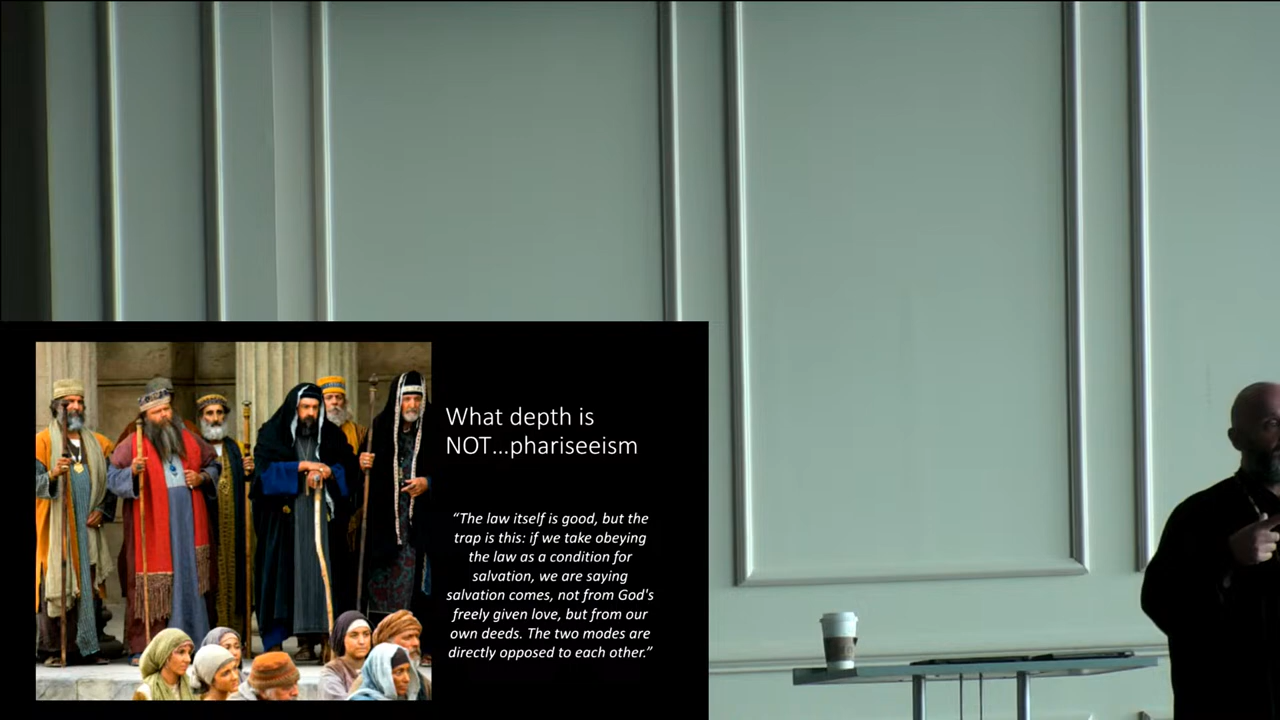 What depth is
NOT...phariseeism
“The law itself is good, but the
trap is this: if we take obeying
the law as a condition for
salvation, we are saying
salvation comes, not from God's
freely given love, but from our
own deeds. The two modes are
directly opposed to each other.”